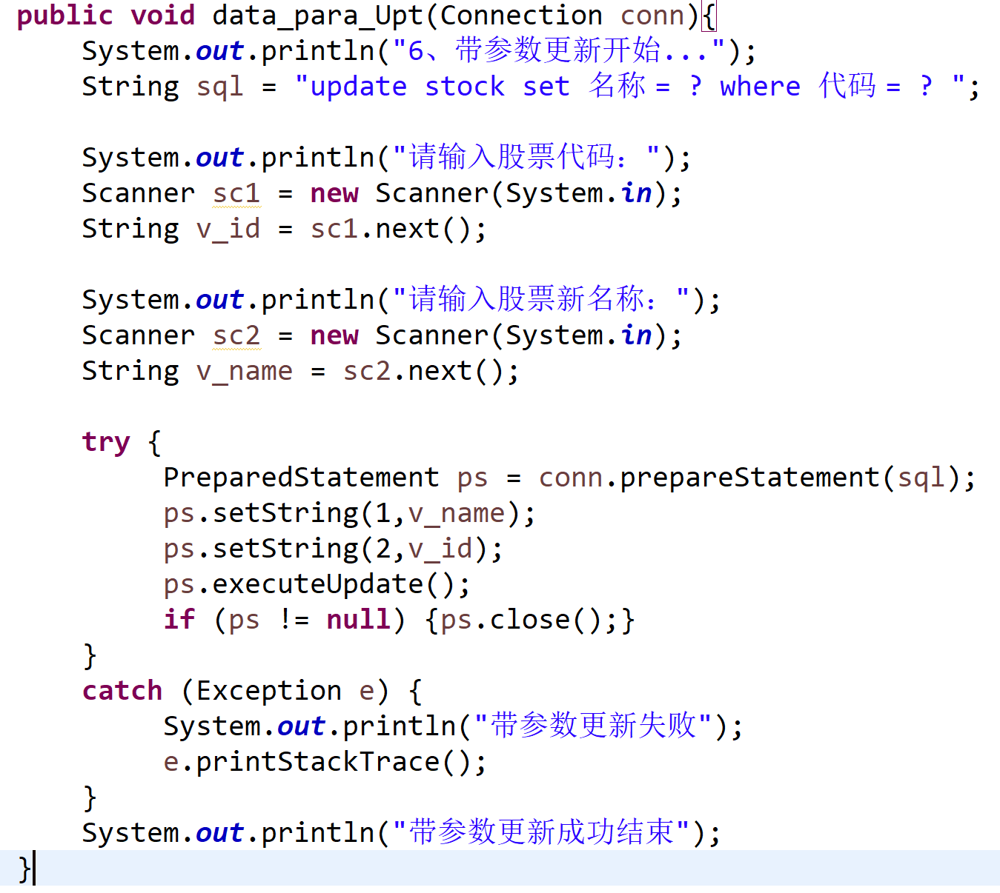 public void data_para_Upt(Connection conn){
System.out.println("6、带参数更新开始...");
String sql = "update stock set 名称 = ? where 代码 = ? ";
System.out.println("请输入股票代码：");
Scanner sc1 = new Scanner(System.in);
String v_id = sc1.next();
System.out.println("请输入股票新名称：");
Scanner sc2 = new Scanner(System.in);
String v_name = sc2.next();
try {
PreparedStatement ps = conn.prepareStatement(sql);
ps.setString(1,v_name);
ps.setString(2,v_id);
ps.executeUpdate();
if (ps != null) {ps.close();}
}
catch (Exception e) {
System.out.println("带参数更新失败");
e.printStackTrace();
}
System.out.println("带参数更新成功结束");
}